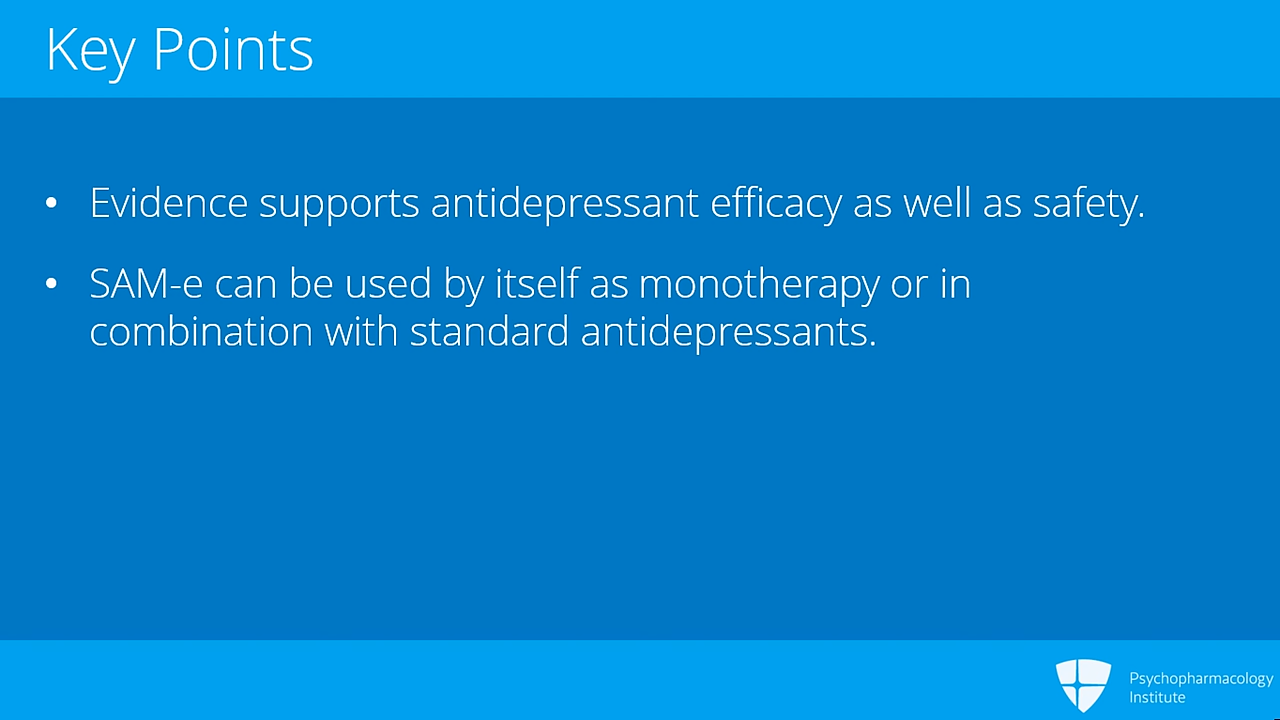 Key Points
• Evidence supports antidepressant efficacy as well as safety.
• SAM-e can be used by itself as monotherapy or in
combination with standard antidepressants.
Psychopharmacology
Institute